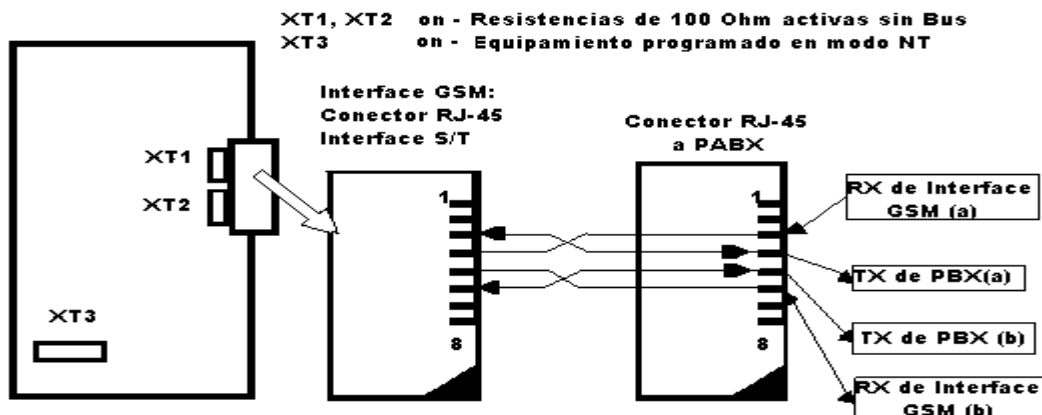 XT1, XT2 on - Resistencias de 100 Ohm activas sin Bus
XT3 on - Equipamiento programado en modo NT
Interface GSM:
Conector RJ-45
Interface S/T
Conector RJ-45
a PABX
XT1
XT2
XT3
1
8
1
8
RX de Interface
GSM (a)
TX de PBX(a)
TX de PBX (b)
RX de Interface
GSM (b)